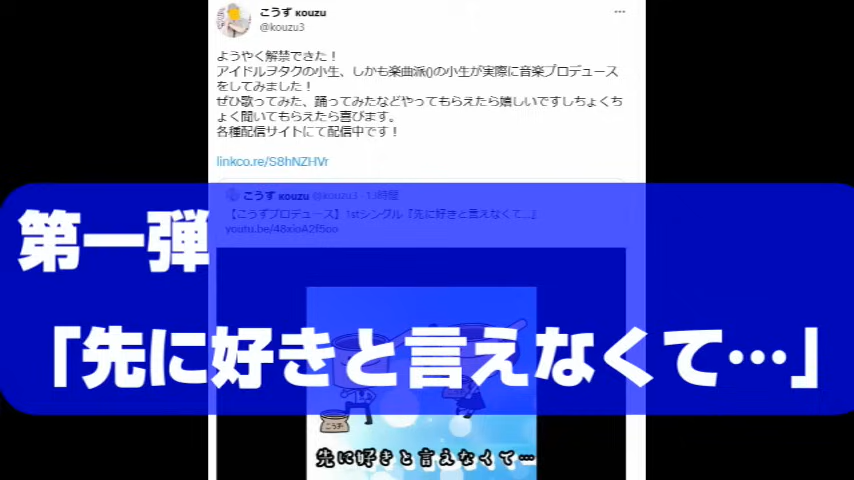 こうず KOUZU
@kouzu3
ようやく解禁できた！
アイドルヲタクの小生、しかも楽曲派()の小生が実際に音楽プロデュース
をしてみました！
ぜひ歌ってみた、踊ってみたなどやってもらえたら嬉しいですしちょくち
ょく聞いてもらえたら喜びます。
各種配信サイトにて配信中です！
linkco.re/S8hNZHVr
こうず KOUZU @kouzu3・13時間
【こうずプロデュース】1stシングル『先に好きと言えなくて...』
youtu.be/48xioA2f5oo
第一弾
「先に好きと言えなくて…」
こうず
先に好きと言えなくて…